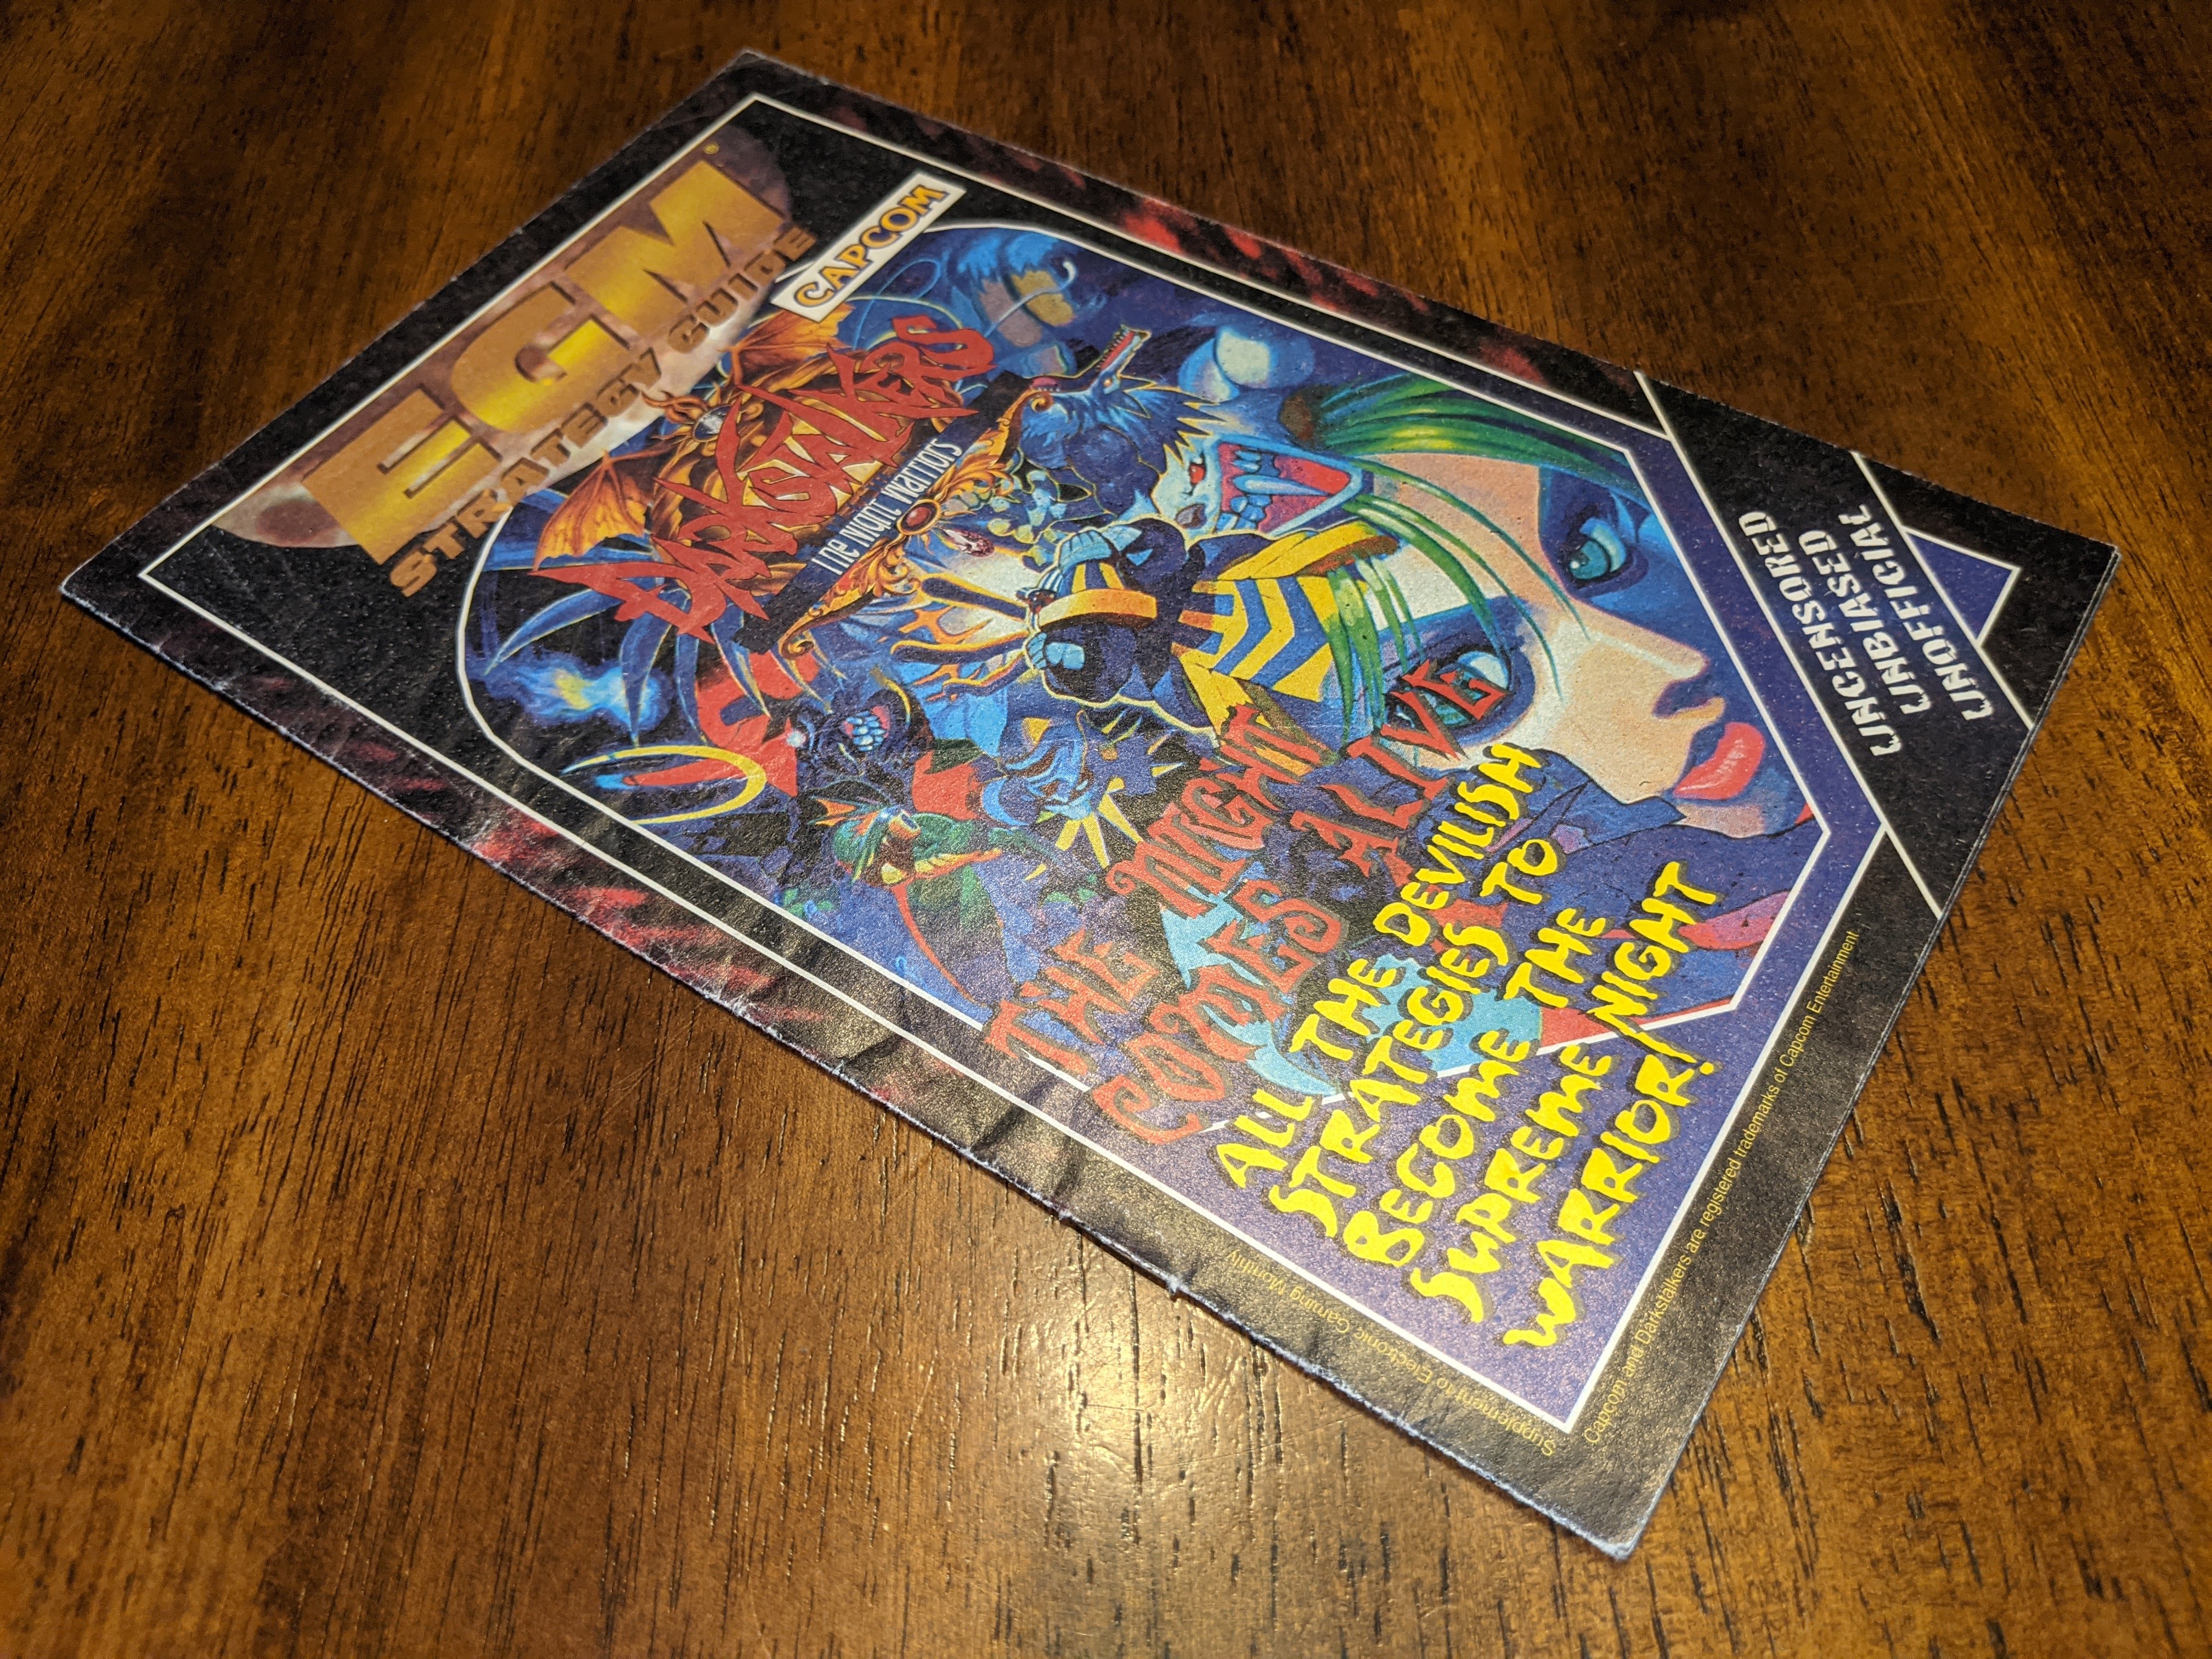 EGM
STRATEGY GUIDE
CAPCOM
DARKSTALKERS
The Night Warriors
THE NIGHT
COMES ALIVE
ALL THE DEVILISH
STRATEGIES TO
BECOME THE
SUPREME NIGHT
WARRIOR!
UNCENSORED
UNBIASED
UNOFFICIAL
Supplement to Electronic Gaming Monthly
Capcom and Darkstalkers are registered trademarks of Capcom Entertainment.